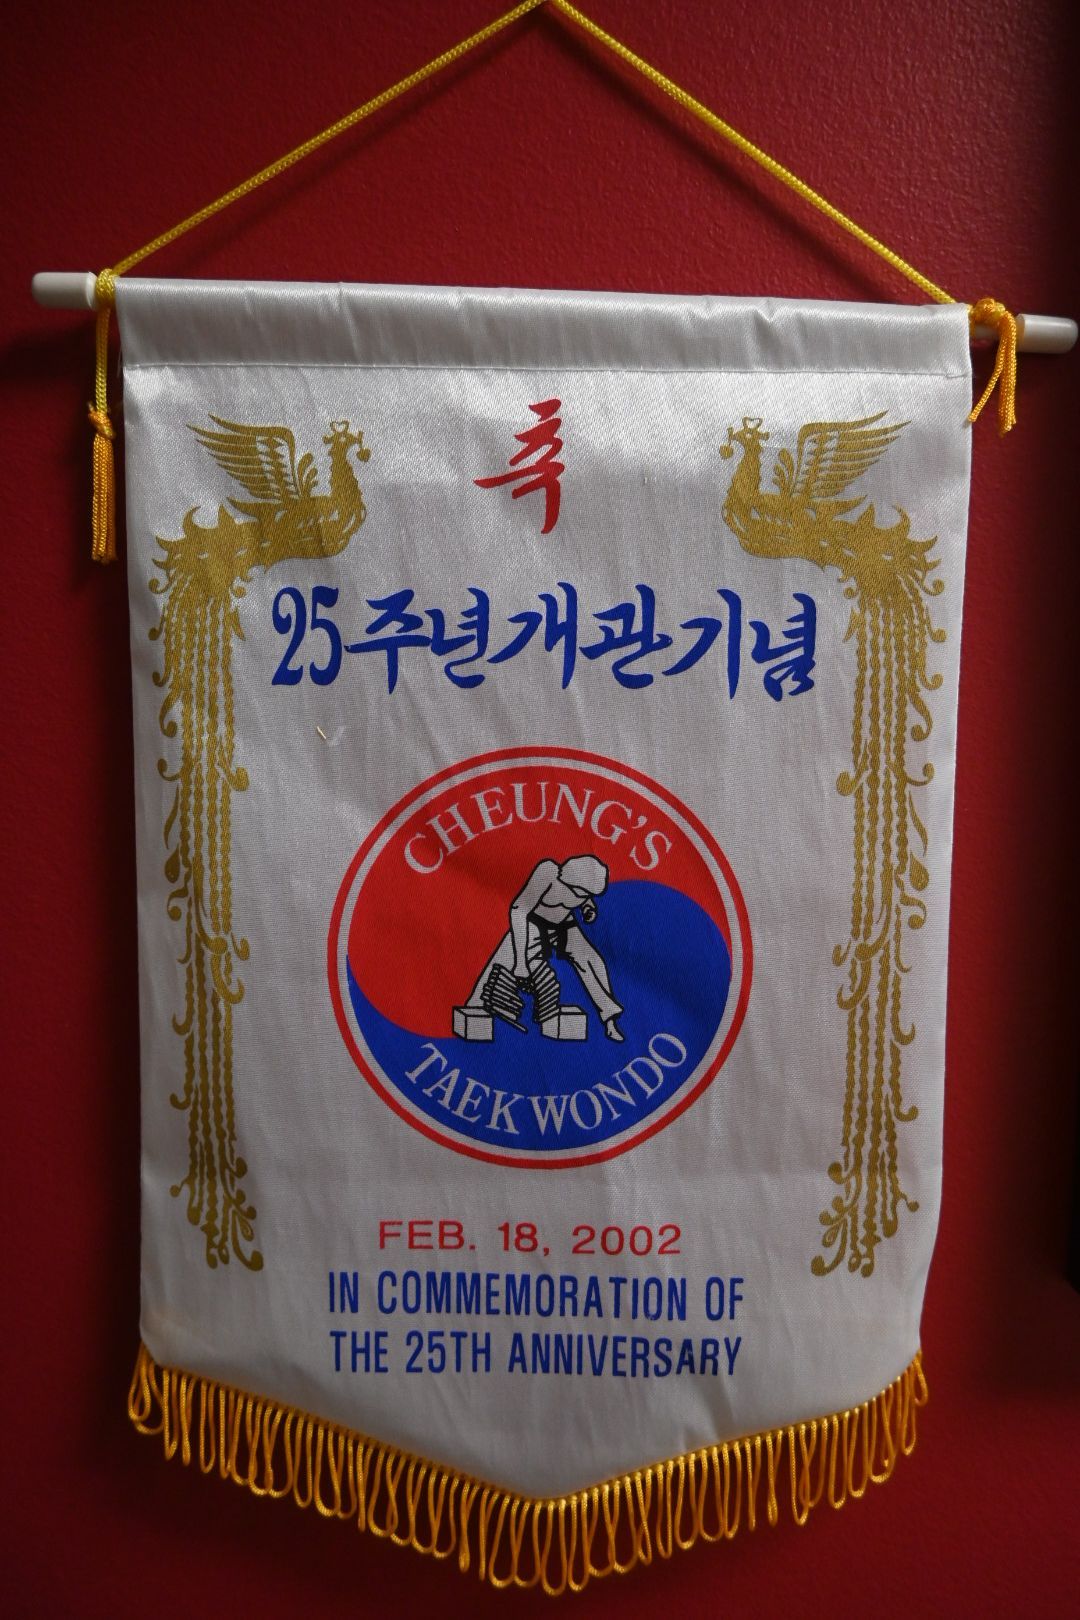 축
25주년개관기념
CHEUNG'S
TAEKWONDO
FEB. 18, 2002
IN COMMEMORATION OF
THE 25TH ANNIVERSARY